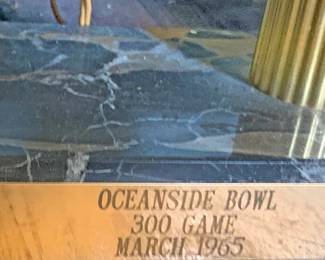 OCEANSIDE BOWL
300 GAME
MARCH 1965